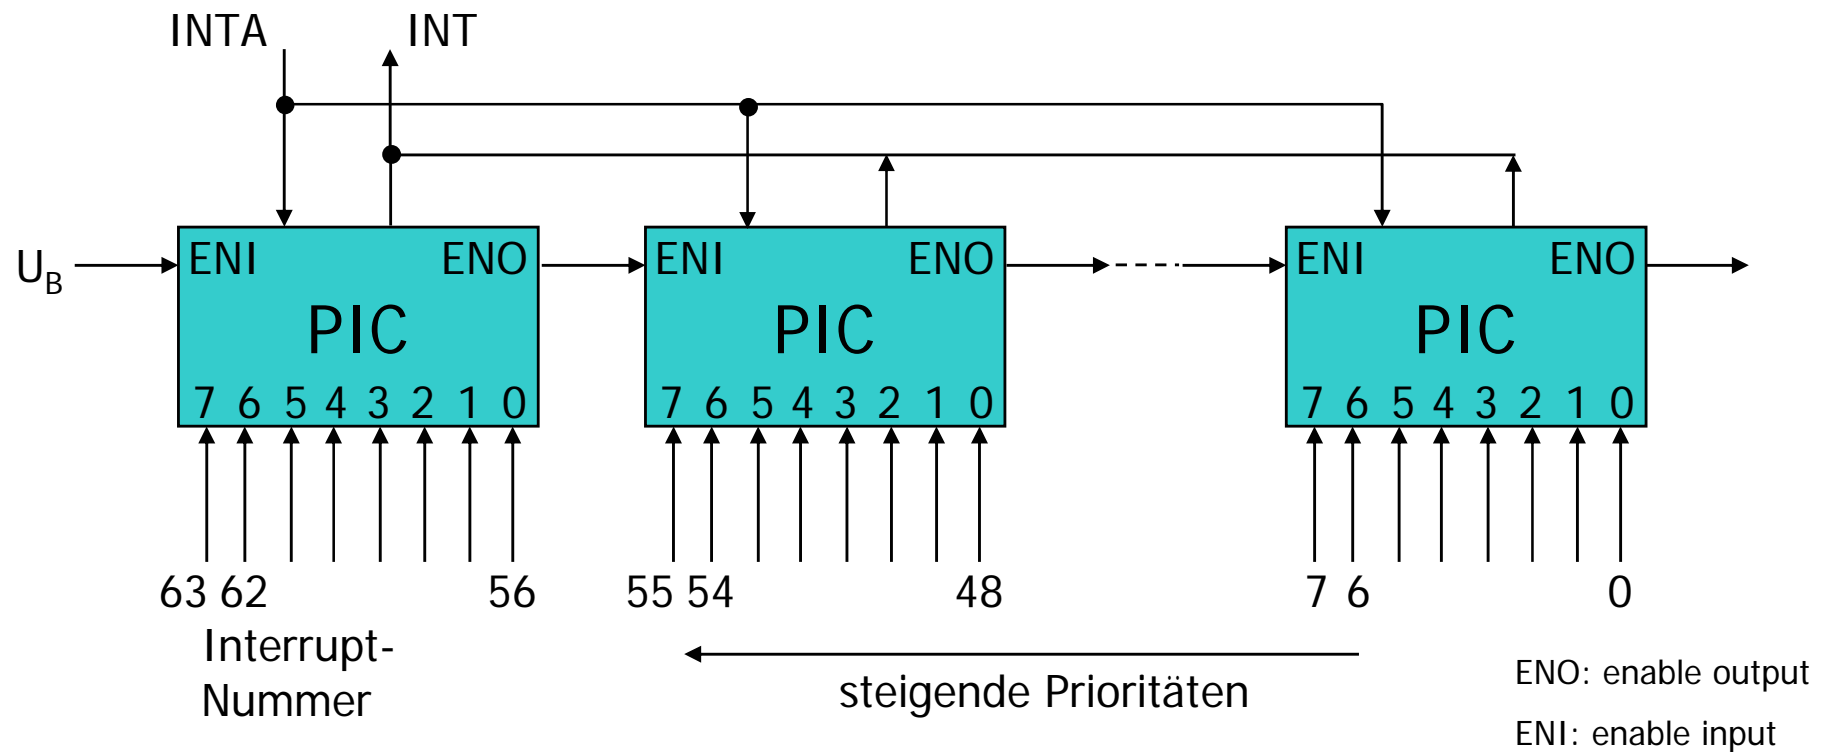 INTA INT
U_B ENI ENO ENI ENO ENI ENO
PIC PIC PIC
7 6 5 4 3 2 1 0 7 6 5 4 3 2 1 0 7 6 5 4 3 2 1 0
63 62 56 55 54 48 7 6 0
Interrupt-
Nummer
steigende Prioritäten
ENO: enable output
ENI: enable input